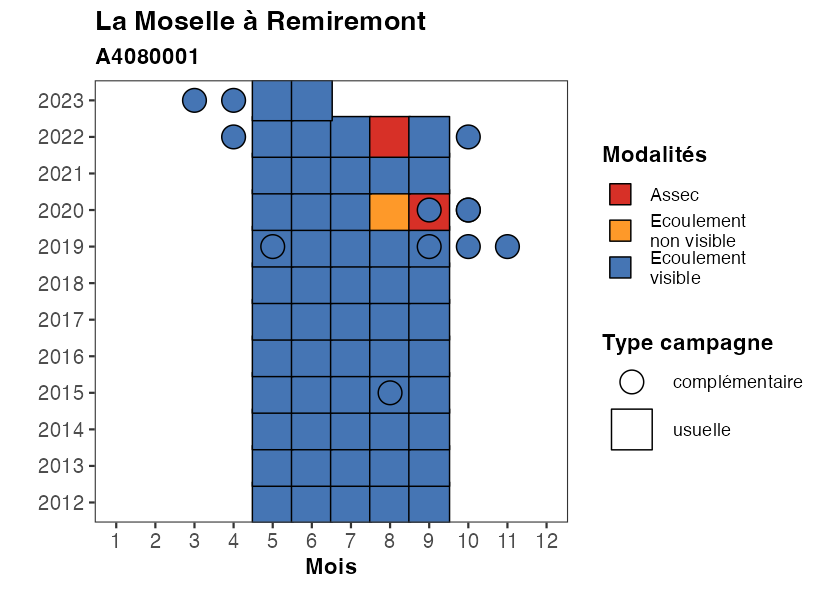 La Moselle à Remiremont
A4080001
2023
2022
2021
2020
2019
2018
2017
2016
2015
2014
2013
2012
1 2 3 4 5 6 7 8 9 10 11 12
Mois
Modalités
Assec
Ecoulement
non visible
Ecoulement
visible
Type campagne
complémentaire
usuelle